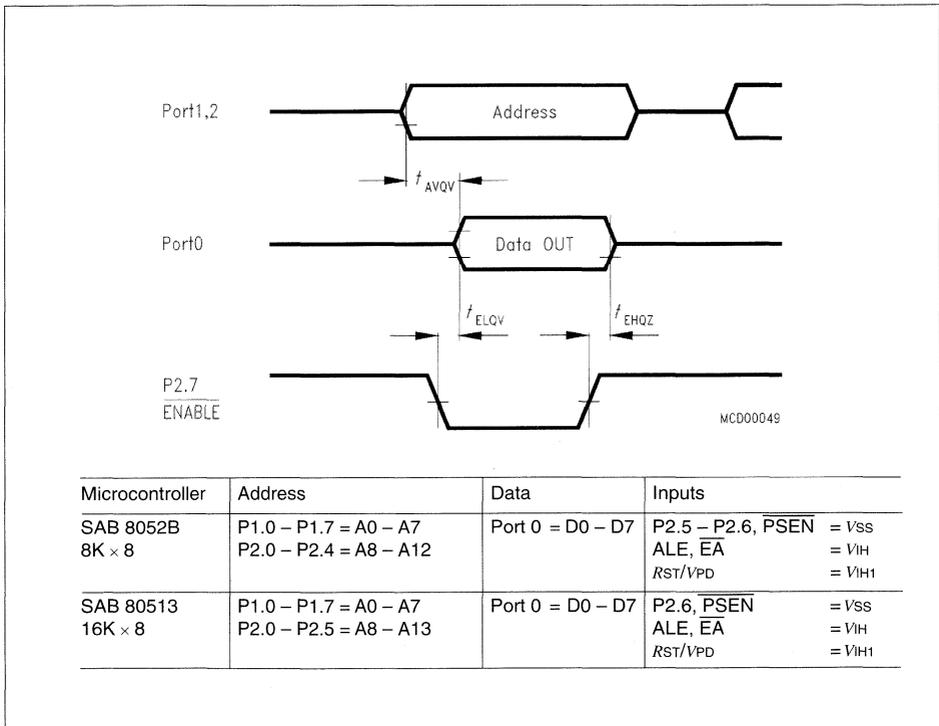 Port1,2
Address
t AVQV
Port0
Data OUT
t ELQV
t EHQZ
P2.7
ENABLE
MCD00049
Microcontroller Address Data Inputs
SAB 8052B P1.0 – P1.7 = A0 – A7 Port 0 = D0 – D7 P2.5 – P2.6, PSEN = VSS
8K × 8 P2.0 – P2.4 = A8 – A12 ALE, EA = VIH
RST/VPD = VIH1
SAB 80513 P1.0 – P1.7 = A0 – A7 Port 0 = D0 – D7 P2.6, PSEN = VSS
16K × 8 P2.0 – P2.5 = A8 – A13 ALE, EA = VIH
RST/VPD = VIH1